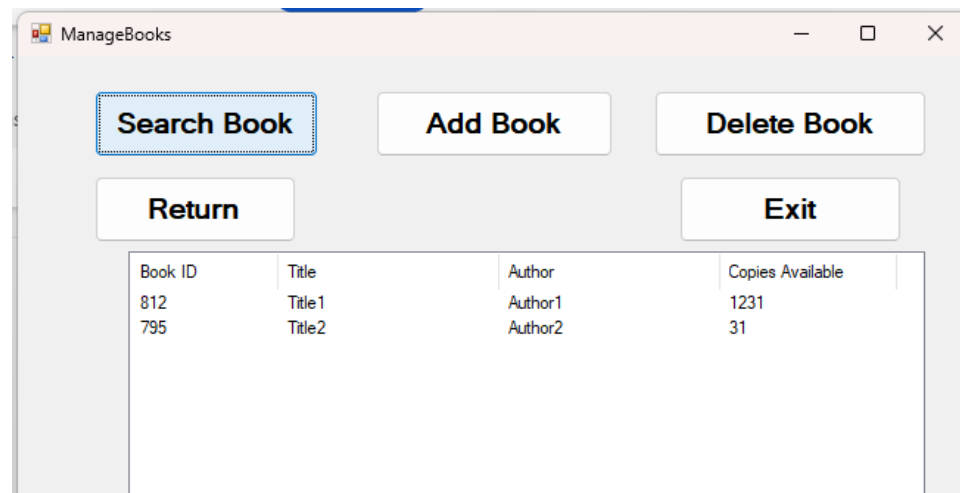 ManageBooks
Search Book Add Book Delete Book
Return Exit
Book ID Title Author Copies Available
812 Title1 Author1 1231
795 Title2 Author2 31